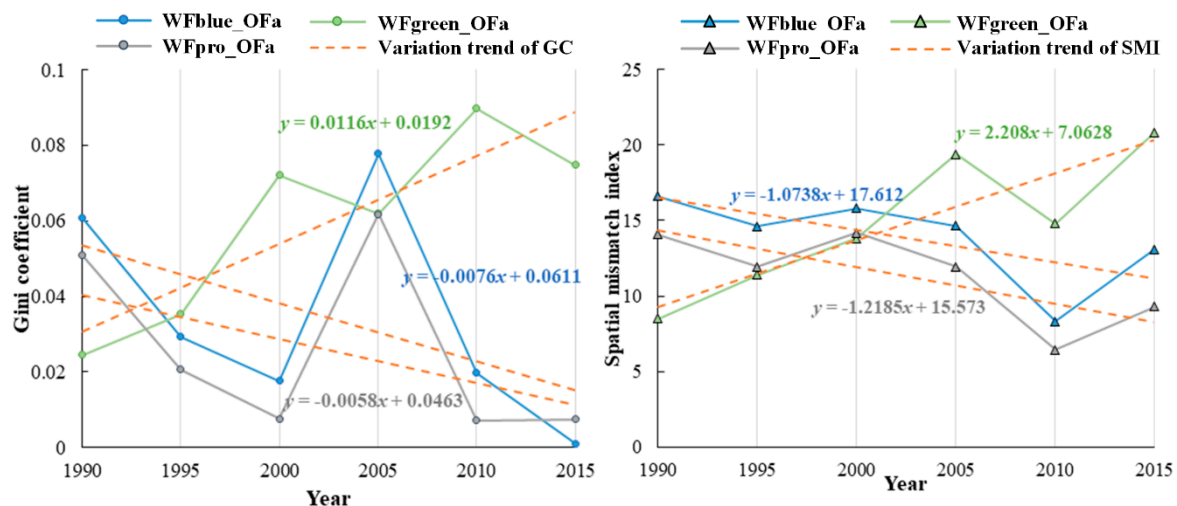 WFblue_OFa WFgreen_OFa
WFpro_OFa Variation trend of GC
0.1
0.08
0.06
0.04
0.02
0
Gini coefficient
y = 0.0116x + 0.0192
y = -0.0076x + 0.0611
y = -0.0058x + 0.0463
1990 1995 2000 2005 2010 2015
Year
WFblue OFa WFgreen_OFa
WFpro_OFa Variation trend of SMI
25
20
15
10
5
0
Spatial mismatch index
y = 2.208x + 7.0628
y = -1.0738x + 17.612
y = -1.2185x + 15.573
1990 1995 2000 2005 2010 2015
Year